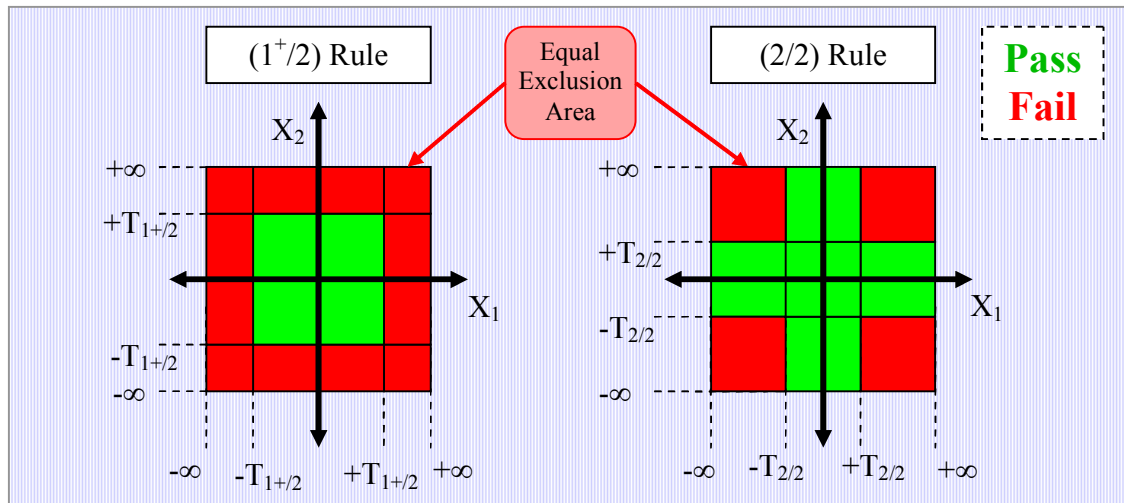 (1⁺/2) Rule
Equal
Exclusion
Area
(2/2) Rule
Pass
Fail
X₂
+∞
+T₁₊/₂
-T₁₊/₂
-∞
X₁
-∞
-T₁₊/₂
+T₁₊/₂
+∞
X₂
+∞
+T₂/₂
-T₂/₂
-∞
X₁
-∞
-T₂/₂
+T₂/₂
+∞